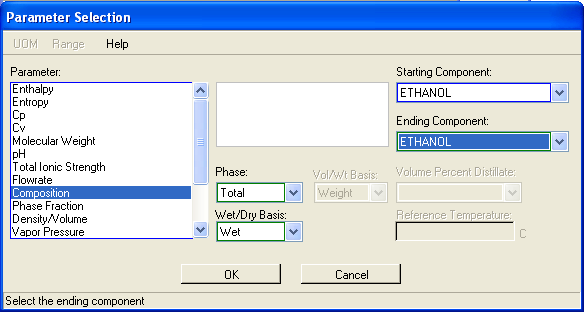 Parameter Selection
UOM Range Help
Parameter:
Enthalpy
Entropy
Cp
Cv
Molecular Weight
pH
Total Ionic Strength
Flowrate
Composition
Phase Fraction
Density/Volume
Vapor Pressure
Starting Component:
ETHANOL
Ending Component:
ETHANOL
Phase:
Total
Vol/Wt Basis:
Weight
Volume Percent Distillate:
Wet/Dry Basis:
Wet
Reference Temperature:
C
OK Cancel
Select the ending component